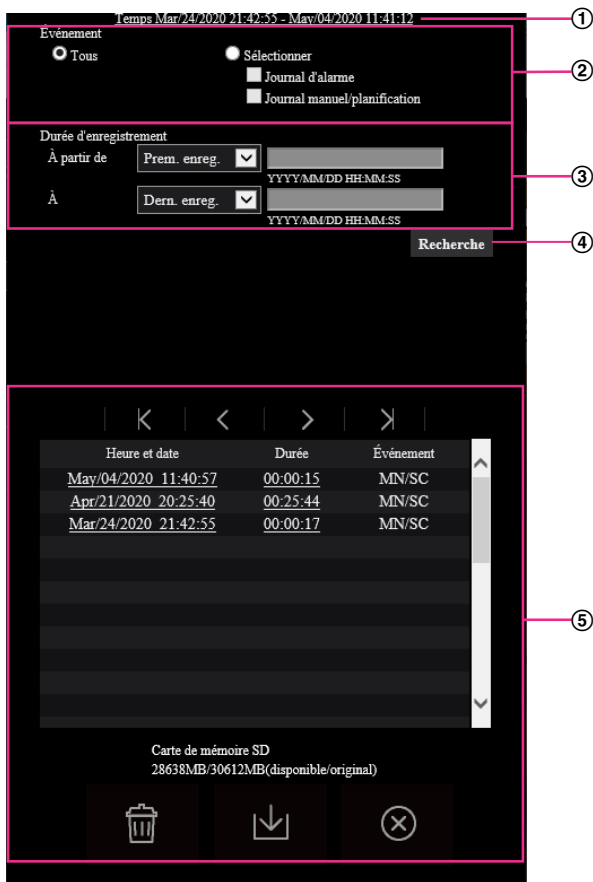 Temps Mar/24/2020 21:42:55 - May/04/2020 11:41:12
①
Événement
Tous
Sélectionner
②
Journal d'alarme
Journal manuel/planification
Durée d'enregistrement
À partir de
Prem. enreg.
YYYY/MM/DD HH:MM:SS
③
À
Dern. enreg.
YYYY/MM/DD HH:MM:SS
Recherche
④
Heure et date Durée Événement
May/04/2020 11:40:57 00:00:15 MN/SC
Apr/21/2020 20:25:40 00:25:44 MN/SC
Mar/24/2020 21:42:55 00:00:17 MN/SC
⑤
Carte de mémoire SD
28638MB/30612MB(disponible/original)